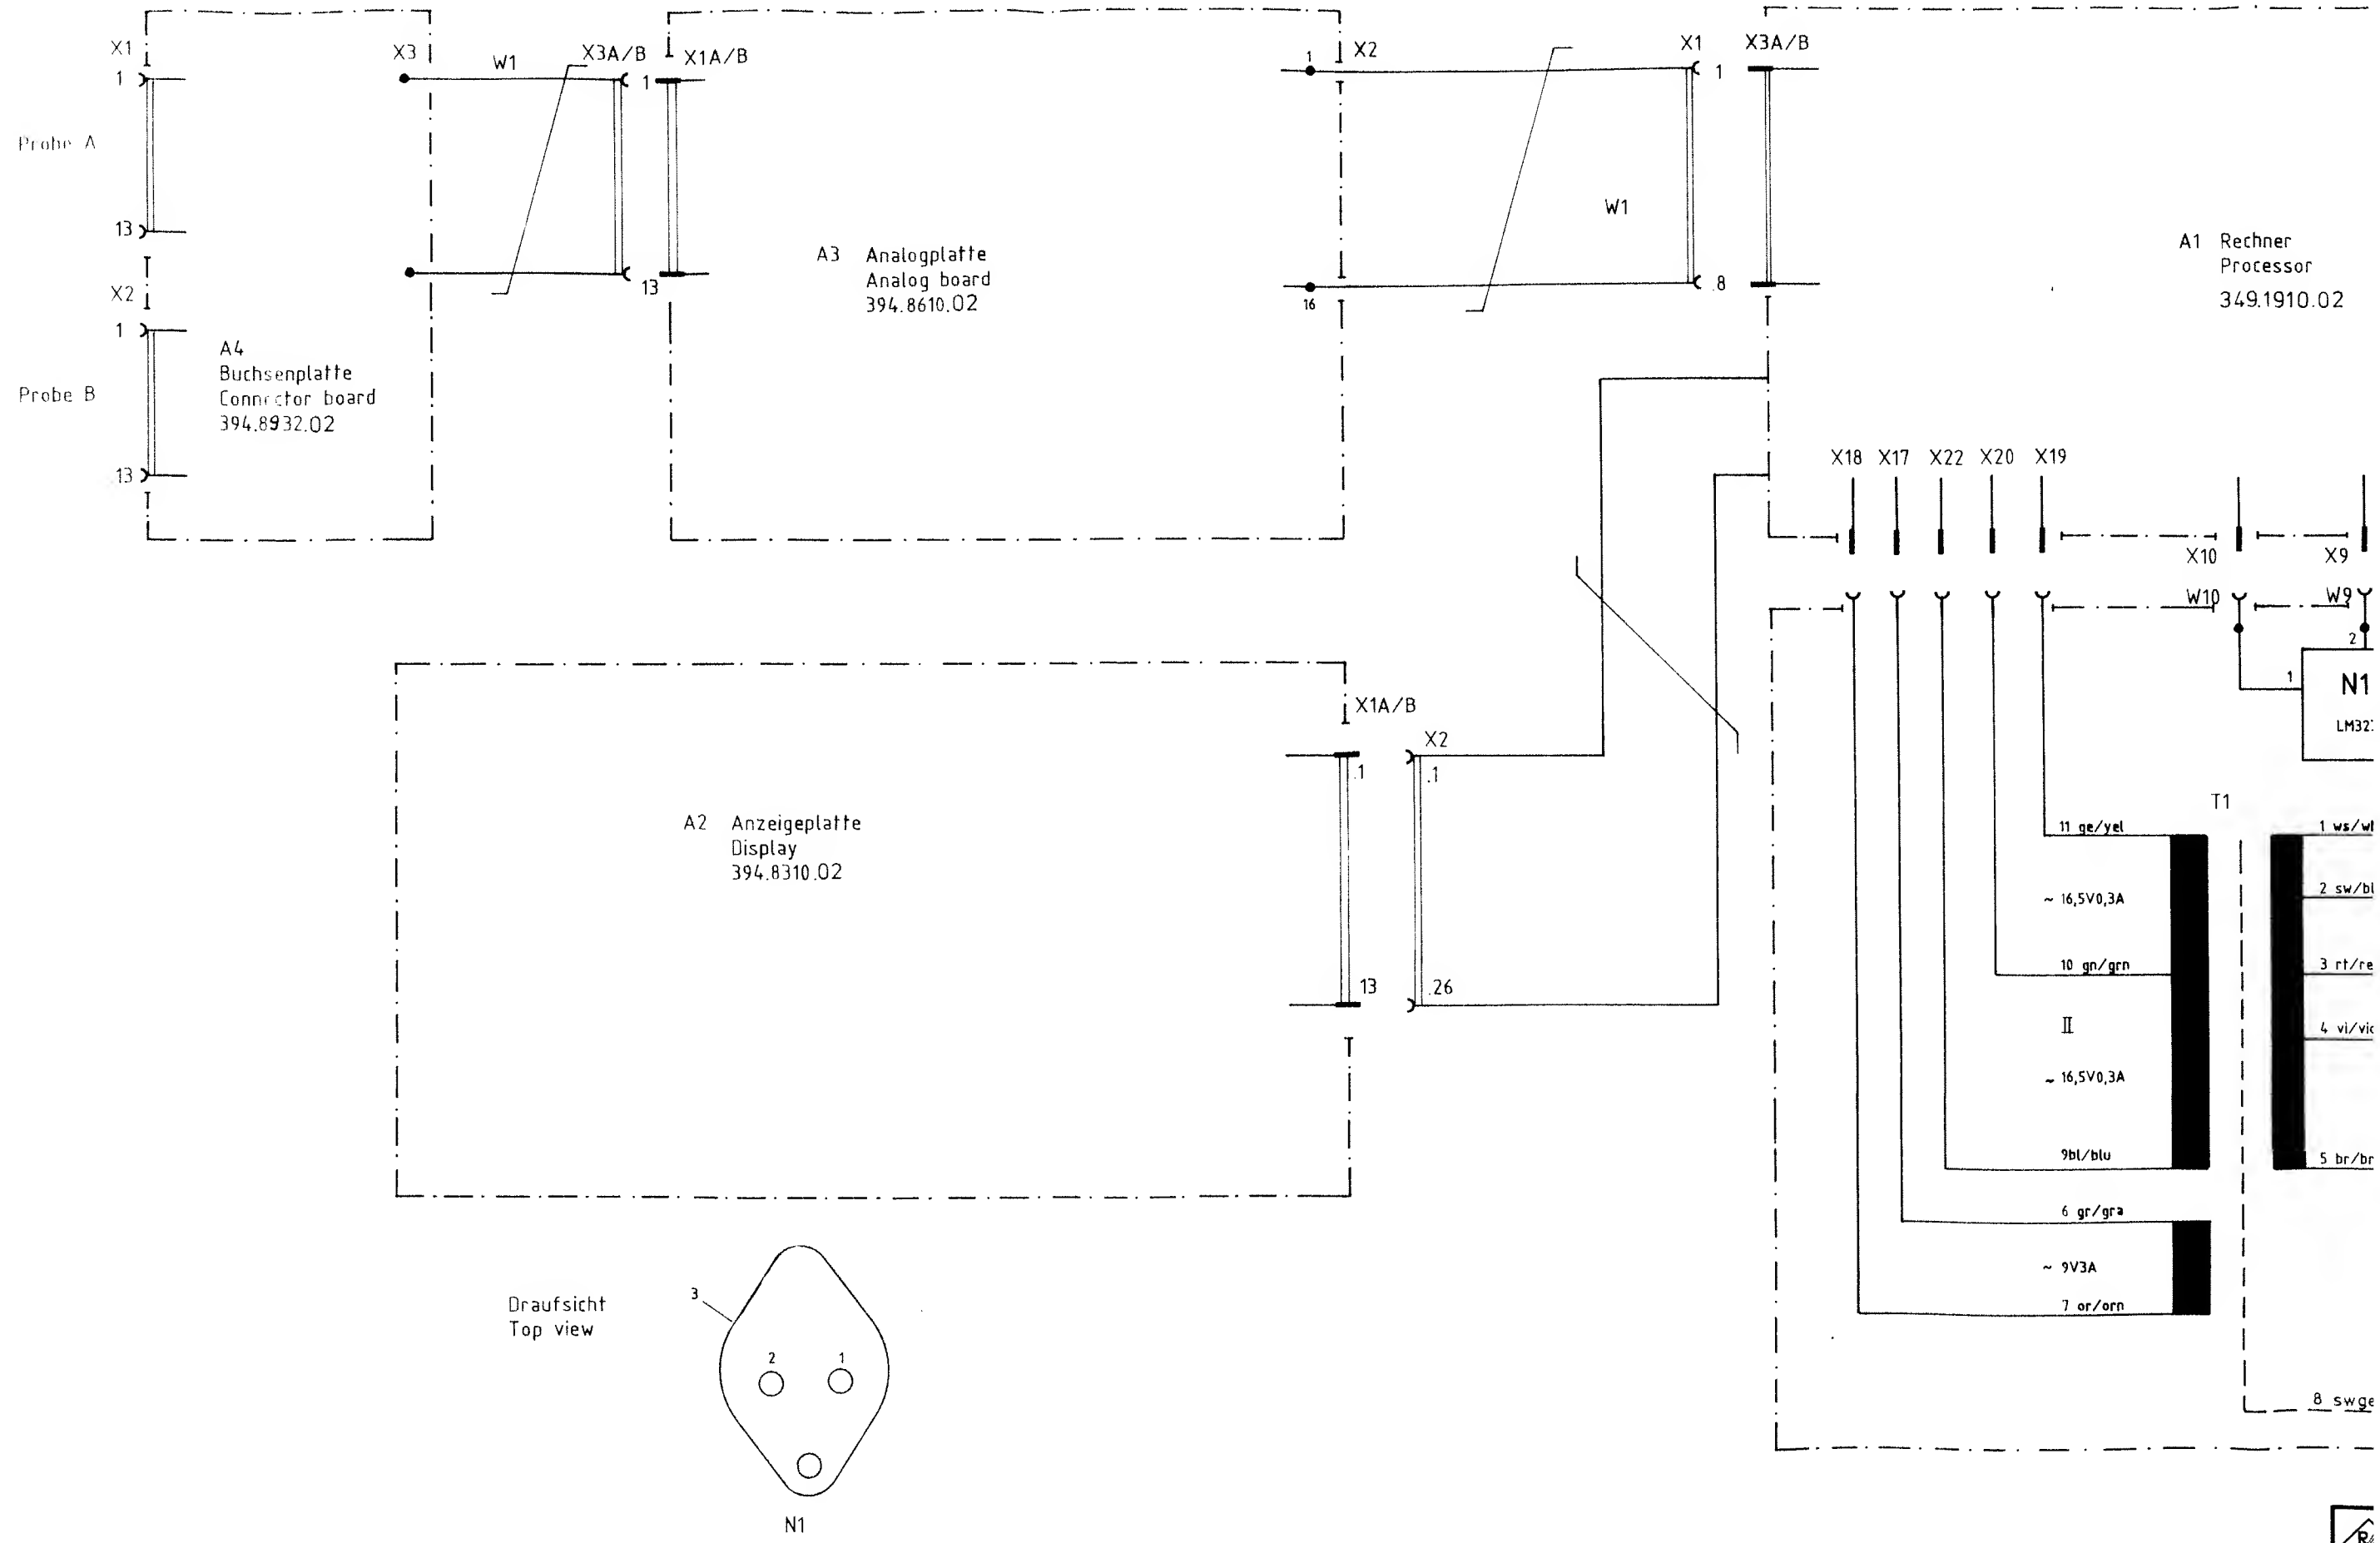 X1
1
Probe A
13
X2
1
Probe B
.13
A4
Buchsenplatte
Connector board
394.8932.02
X3
W1
X3A/B
1
13
X1A/B
A3 Analogplatte
Analog board
394.8610.02
1
X2
16
W1
X1
1
.8
X3A/B
A1 Rechner
Processor
349.1910.02
X18 X17 X22 X20 X19
X10
X9
W10
W9
2
1
N1
T1
11 ge/yel
~ 16,5V0,3A
10 gn/grn
II
~ 16,5V0,3A
9bl/blu
6 gr/gra
~ 9V3A
7 or/orn
1 ws/
2 sw/bl
3 rt/re
4 vi/
5 br/br
8 swge
A2 Anzeigeplatte
Display
394.8310.02
X1A/B
.1
13
X2
.1
.26
Draufsicht
Top view
3
2
1
N1